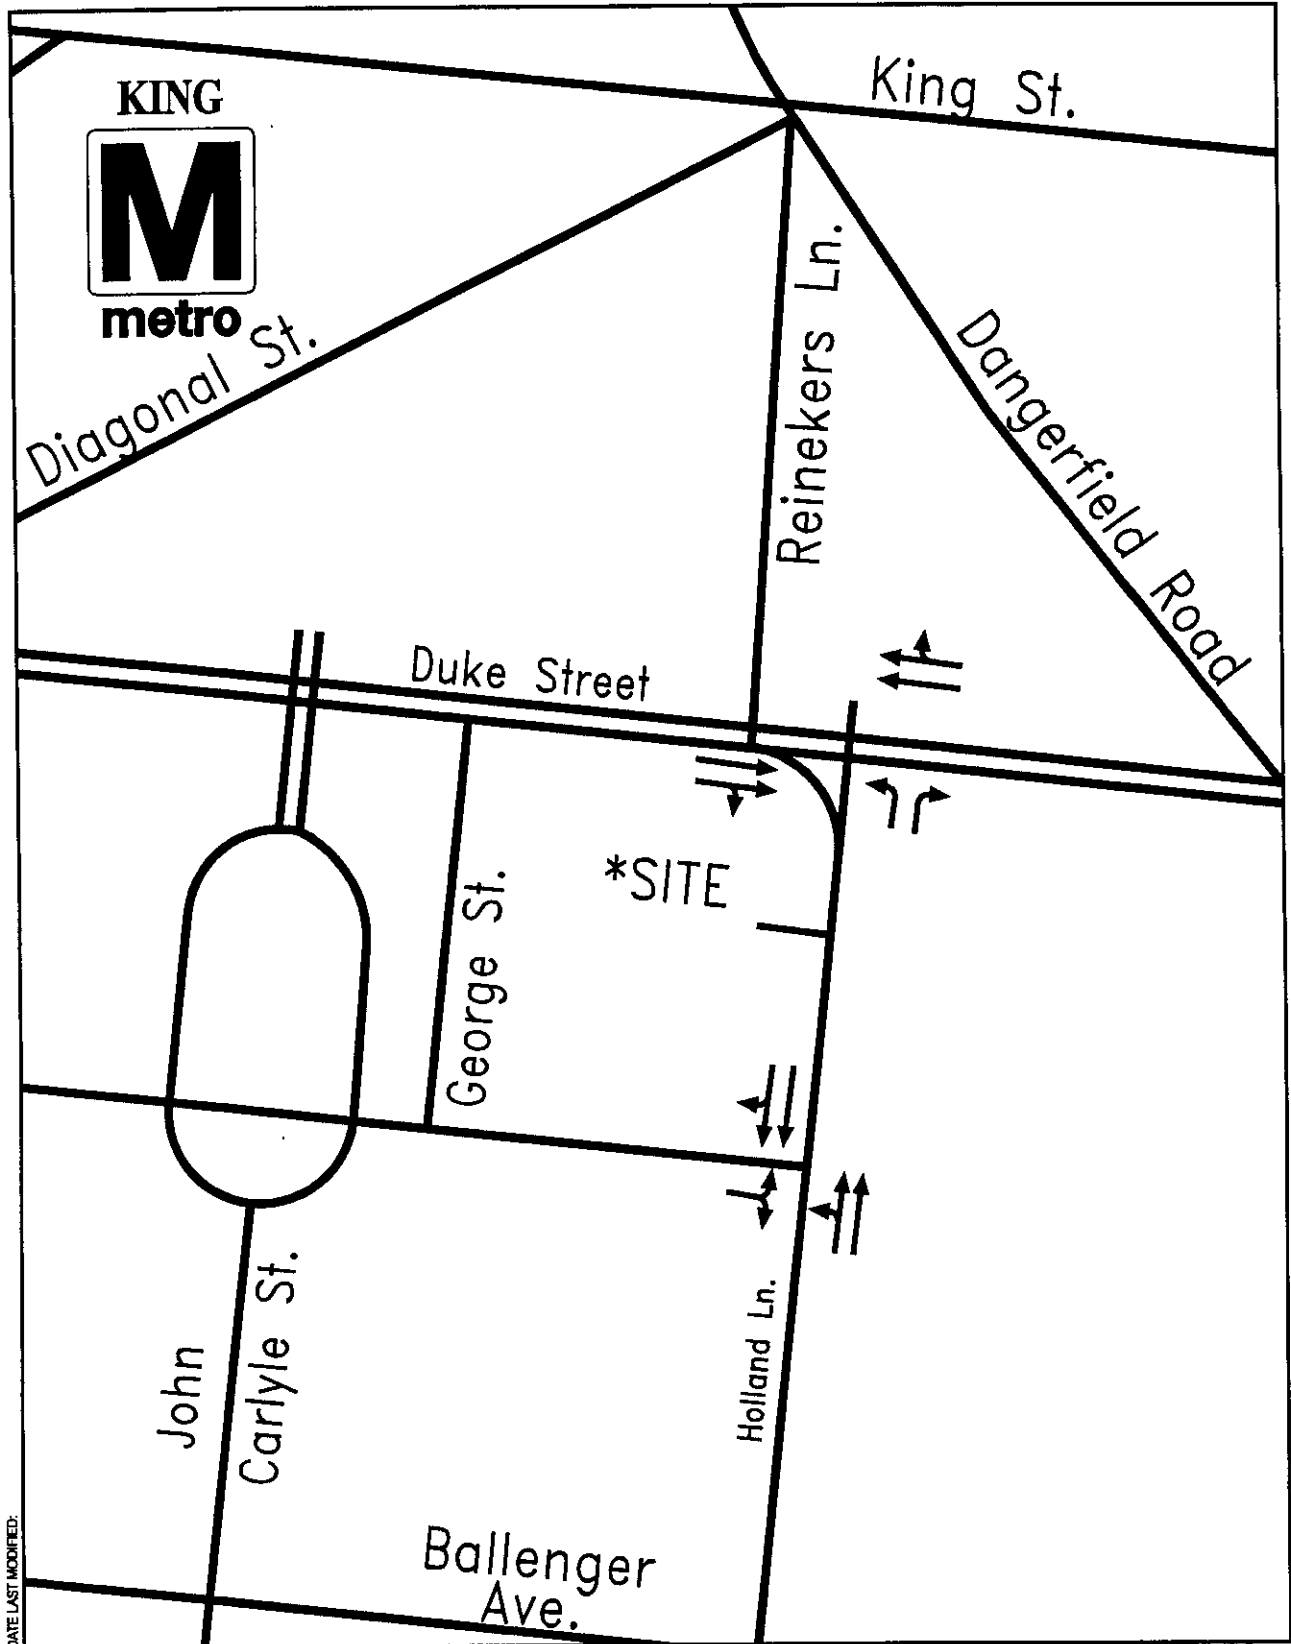 King St.
KING
M
metro
Diagonal St.
Reinekers Ln.
Dangerfield Road
Duke Street
*SITE
George St.
John
Carlyle St.
Holland Ln.
Ballenger
Ave.
DATE LAST MODIFIED: